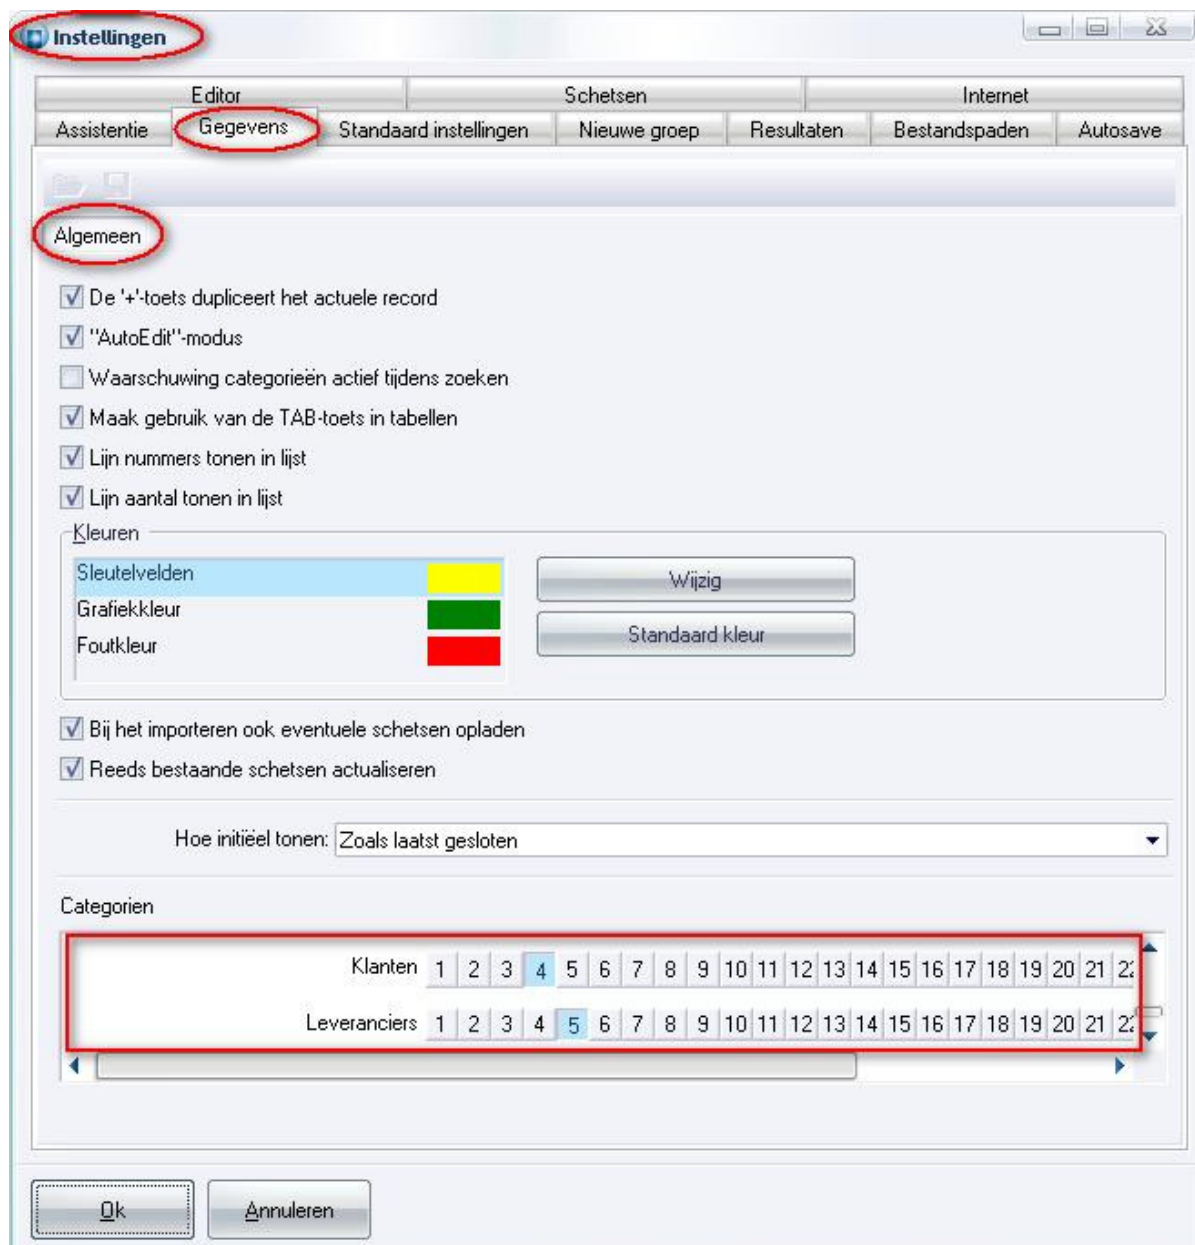 Instellingen
Editor Schetsen Internet
Assistentie Gegevens Standaard instellingen Nieuwe groep Resultaten Bestandspaden Autosave
Algemeen
De '+'-toets dupliceert het actuele record
"AutoEdit"-modus
Waarschuwing categorieën actief tijdens zoeken
Maak gebruik van de TAB-toets in tabellen
Lijn nummers tonen in lijst
Lijn aantal tonen in lijst
Kleuren
Sleutelvelden
Wijzig
Grafiekkleur
Standaard kleur
Foutkleur
Bij het importeren ook eventuele schetsen opladen
Reeds bestaande schetsen actualiseren
Hoe initiëel tonen: Zoals laatst gesloten
Categorien
Klanten 1 2 3 4 5 6 7 8 9 10 11 12 13 14 15 16 17 18 19 20 21 22
Leveranciers 1 2 3 4 5 6 7 8 9 10 11 12 13 14 15 16 17 18 19 20 21 22
Ok Annuleren